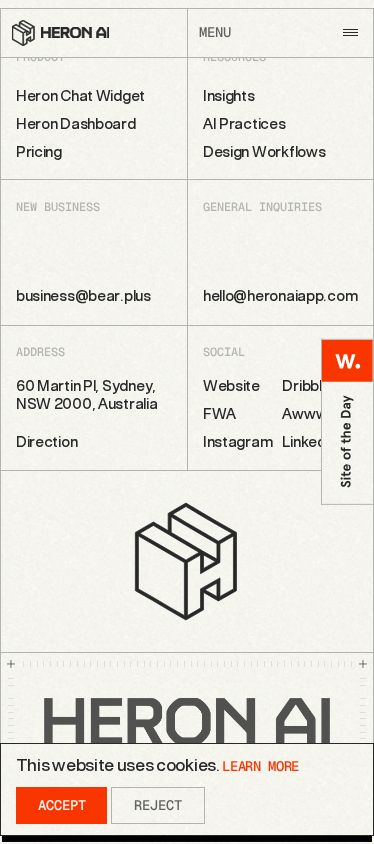 HERON AI
MENU
PRODUCT
RESOURCES
Heron Chat Widget
Insights
Heron Dashboard
AI Practices
Pricing
Design Workflows
NEW BUSINESS
GENERAL INQUIRIES
business@bear.plus
hello@heronaiapp.com
ADDRESS
SOCIAL
60 Martin Pl, Sydney,
NSW 2000, Australia
Direction
Website
FWA
Instagram
W.
Site of the Day
HERON AI
This website uses cookies. LEARN MORE
ACCEPT
REJECT